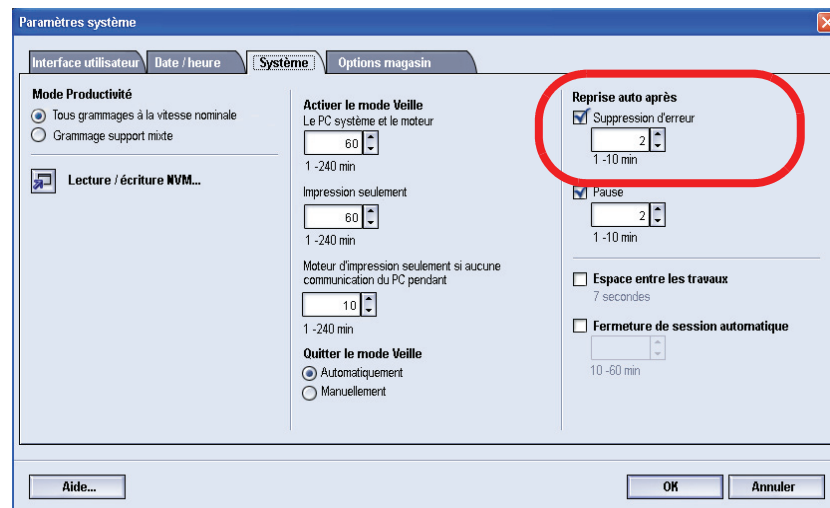 Paramètres système
Interface utilisateur Date / heure Système Options magasin
Mode Productivité
Tous grammages à la vitesse nominale
Grammage support mixte
Lecture / écriture NVM...
Activer le mode Veille
Le PC système et le moteur
60
1 -240 min
Impression seulement
60
1 -240 min
Moteur d'impression seulement si aucune
communication du PC pendant
10
1 -240 min
Quitter le mode Veille
Automatiquement
Manuellement
Reprise auto après
Suppression d'erreur
2
1 -10 min
Pause
2
1 -10 min
Espace entre les travaux
7 secondes
Fermeture de session automatique
10 -60 min
Aide...
OK
Annuler